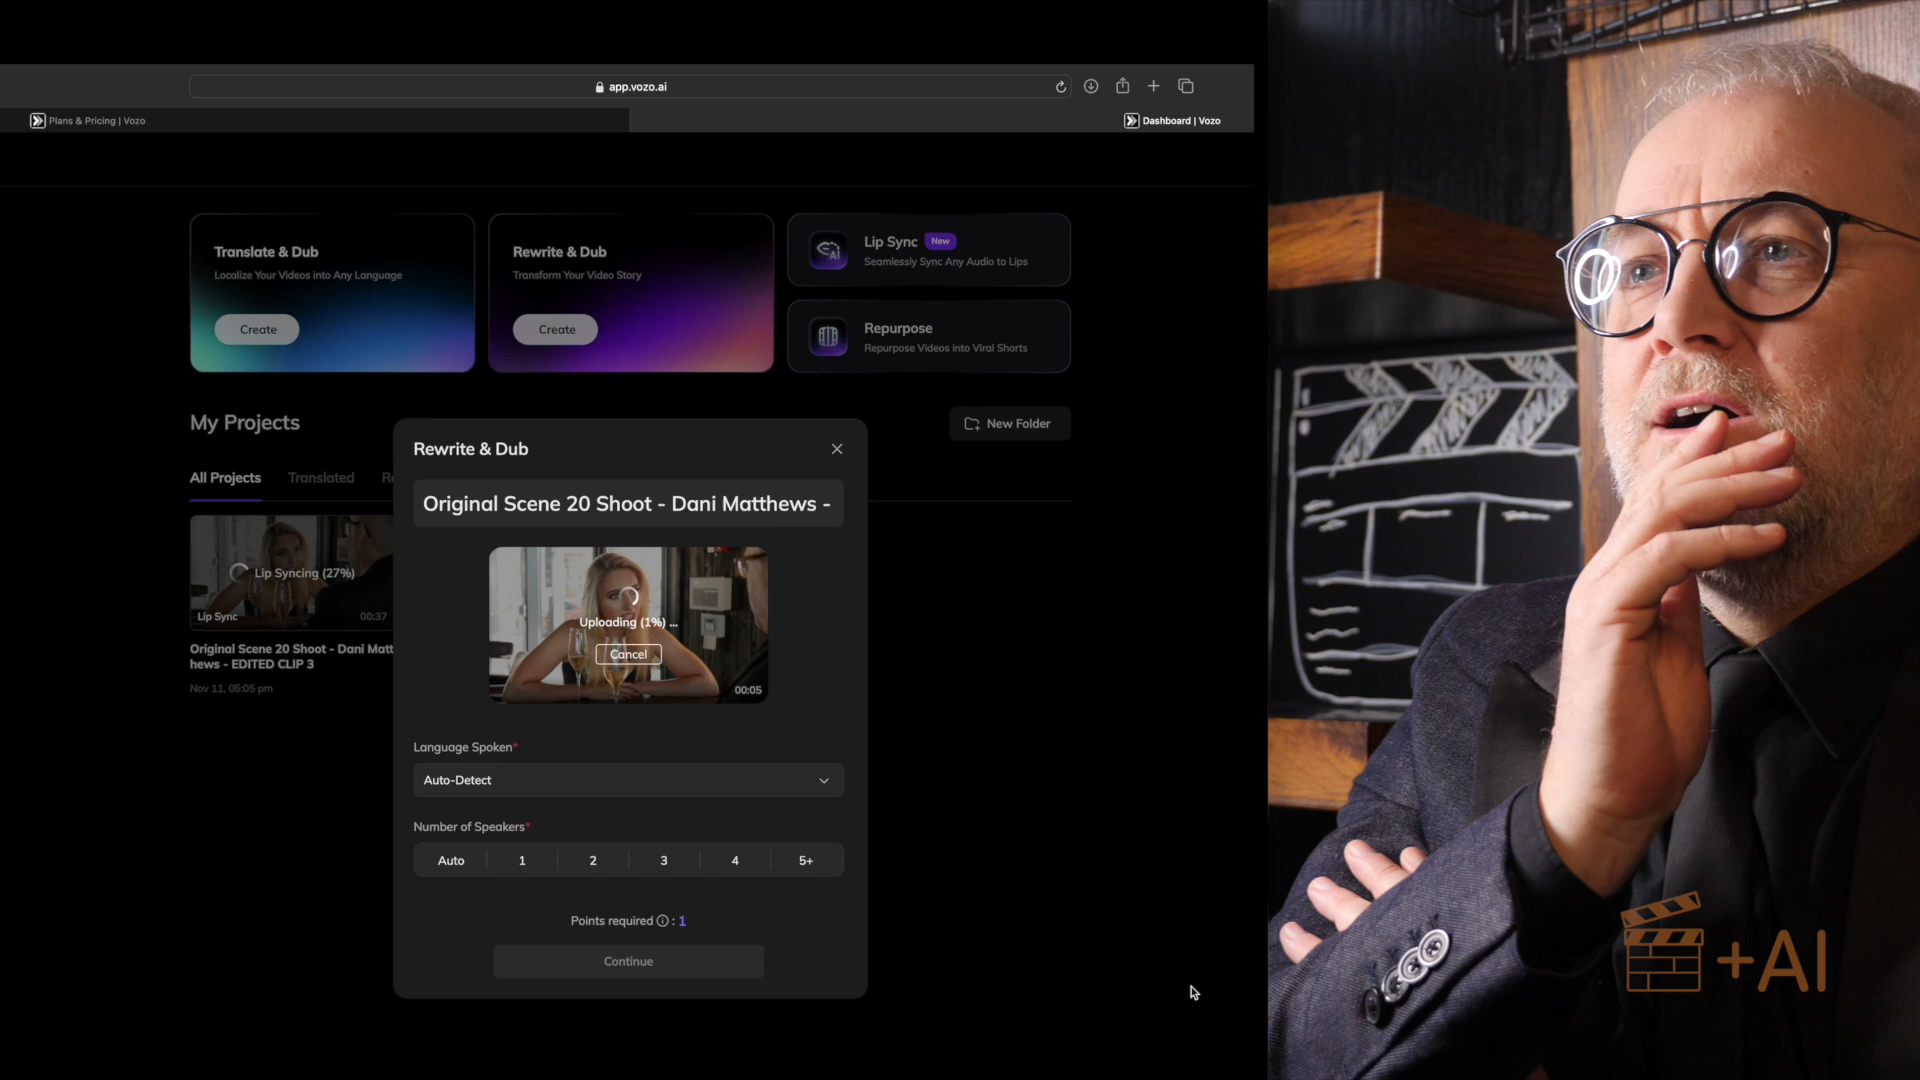 app.vozo.ai
Plans & Pricing | Vozo
Dashboard | Vozo
Translate & Dub
Localize Your Videos into Any Language
Create
Rewrite & Dub
Transform Your Video Story
Create
AI
Lip Sync New
Seamlessly Sync Any Audio to Lips
Repurpose
Repurpose Videos into Viral Shorts
My Projects
New Folder
All Projects
Translated
Lip Syncing (27%)
Lip Sync
00:37
Original Scene 20 Shoot - Dani Matt
hews - EDITED CLIP 3
Nov 11, 05:05 pm
Rewrite & Dub
Original Scene 20 Shoot - Dani Matthews -
Uploading (1%) ...
Cancel
00:05
Language Spoken*
Auto-Detect
Number of Speakers*
Auto 1 2 3 4 5+
Points required : 1
Continue
+AI